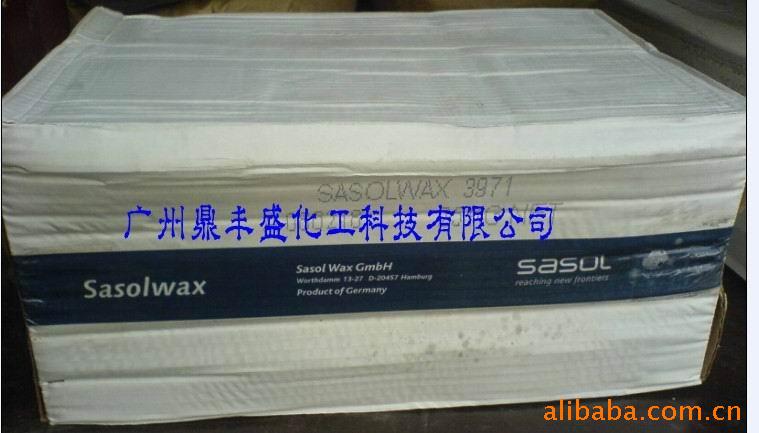 SASOLWAX 3971
广州鼎丰盛化工科技有限公司
Sasolwax
Sasol Wax GmbH
Worthdamm 13-27 D-20457 Hamburg
Product of Germany
sasol
reaching new frontiers
alibaba.com.cn